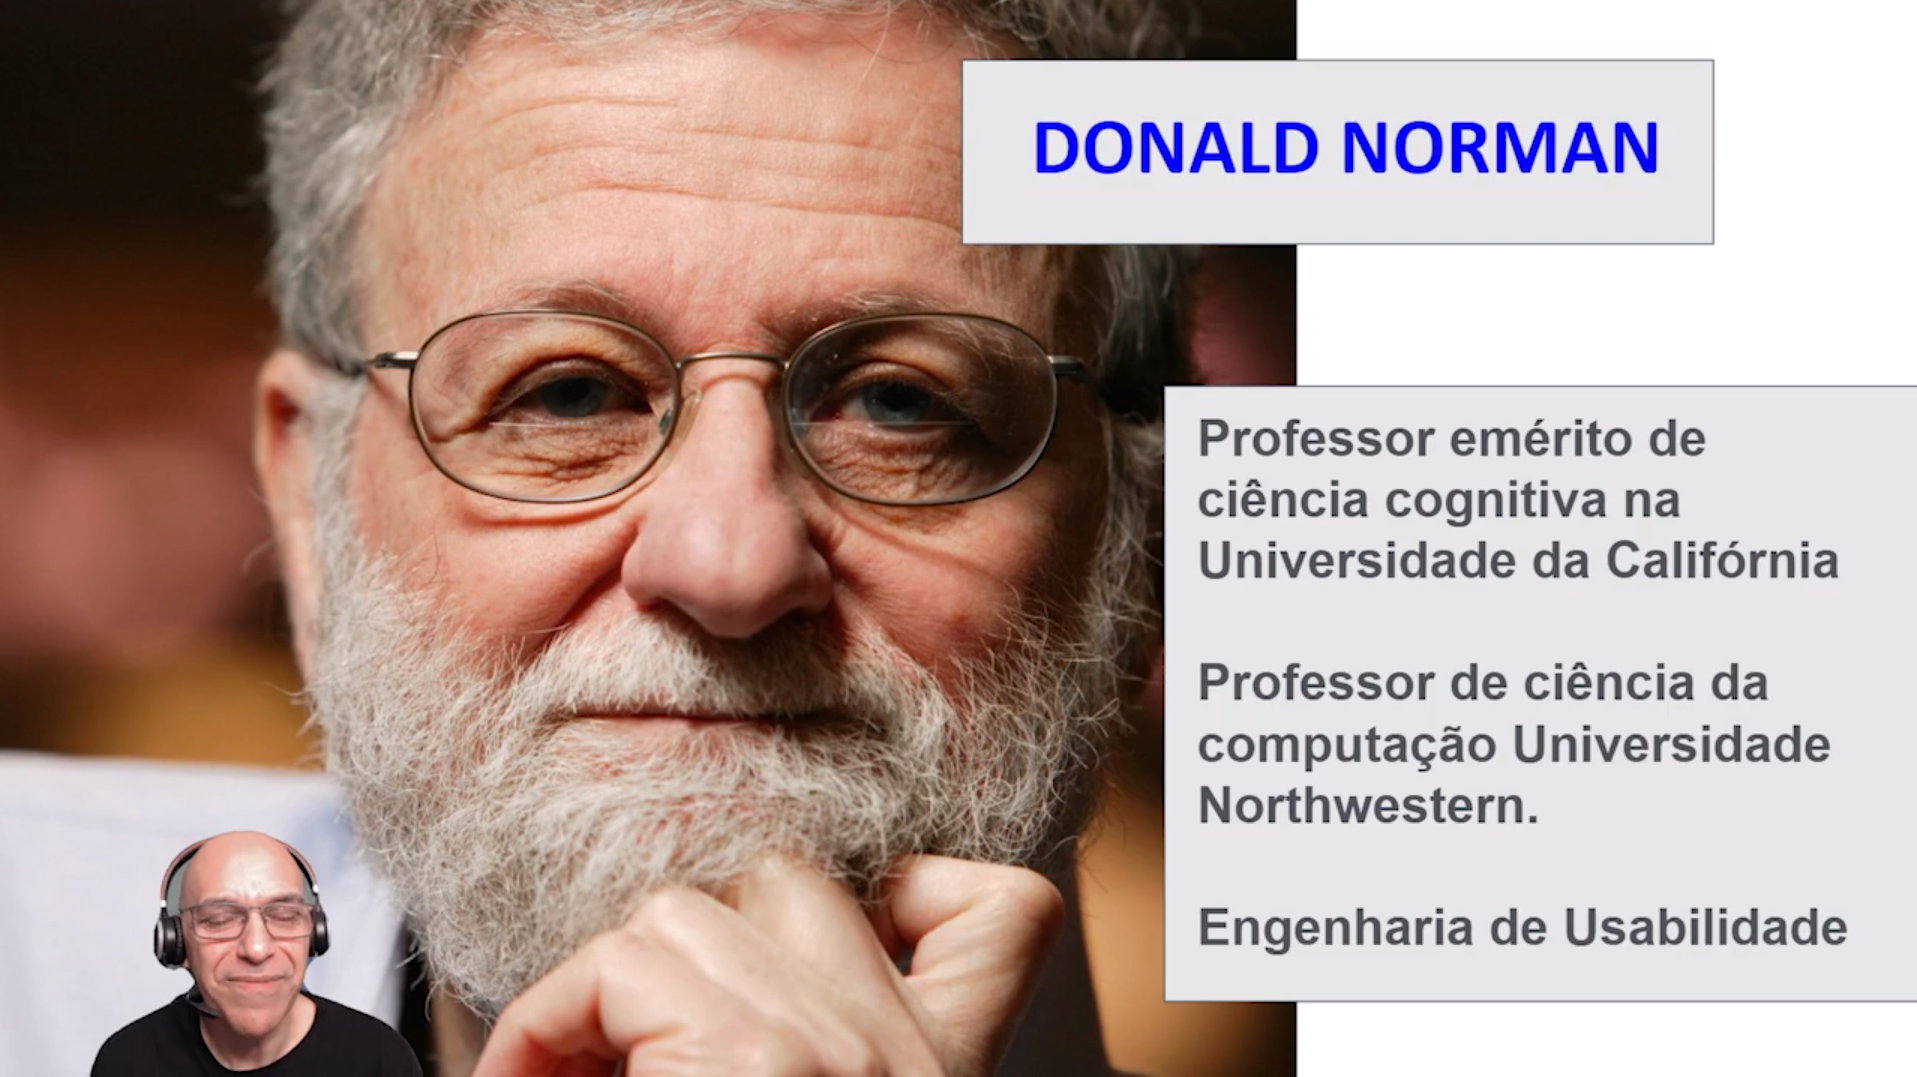 DONALD NORMAN
Professor emérito de
ciência cognitiva na
Universidade da Califórnia
Professor de ciência da
computação Universidade
Northwestern.
Engenharia de Usabilidade